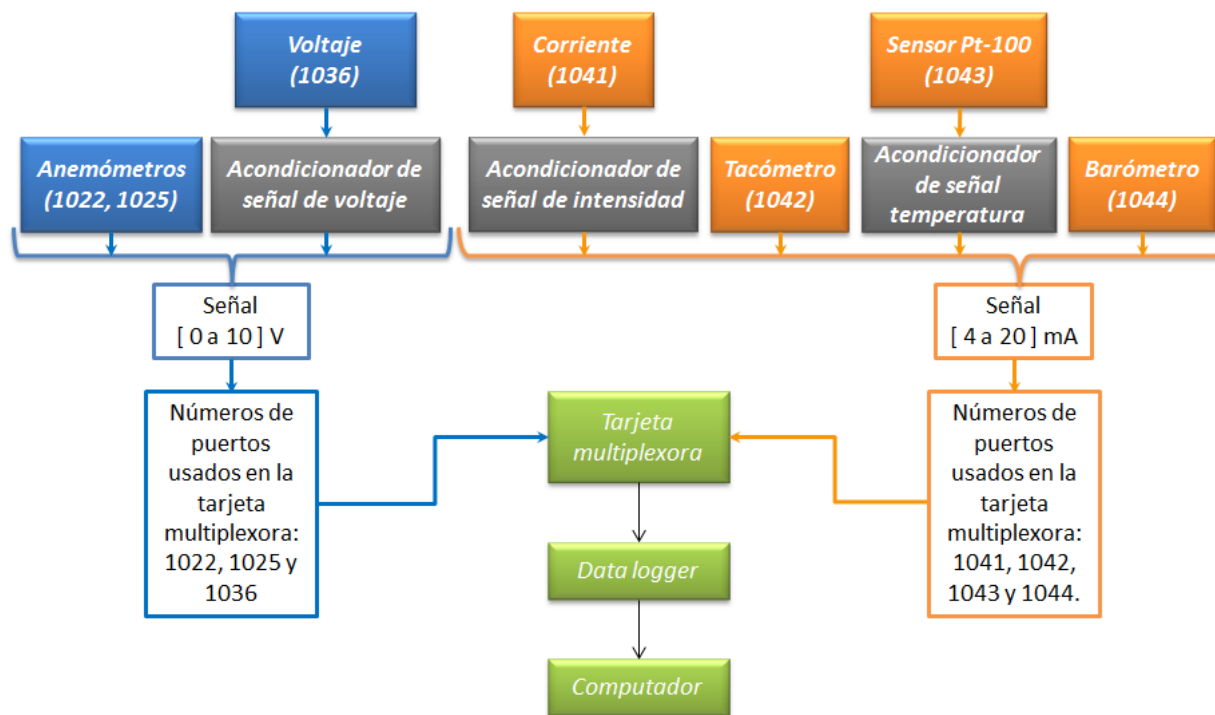 Voltaje
(1036)
Corriente
(1041)
Sensor Pt-100
(1043)
Anemómetros
(1022, 1025)
Acondicionador de
señal de voltaje
Acondicionador de
señal de intensidad
Tacómetro
(1042)
Acondicionador
de señal
temperatura
Barómetro
(1044)
Señal
[ 0 a 10 ] V
Señal
[ 4 a 20 ] mA
Números de
puertos
usados en la
tarjeta
multiplexora:
1022, 1025 y
1036
Tarjeta
multiplexora
Números de
puertos
usados en la
tarjeta
multiplexora:
1041, 1042,
1043 y 1044.
Data logger
Computador